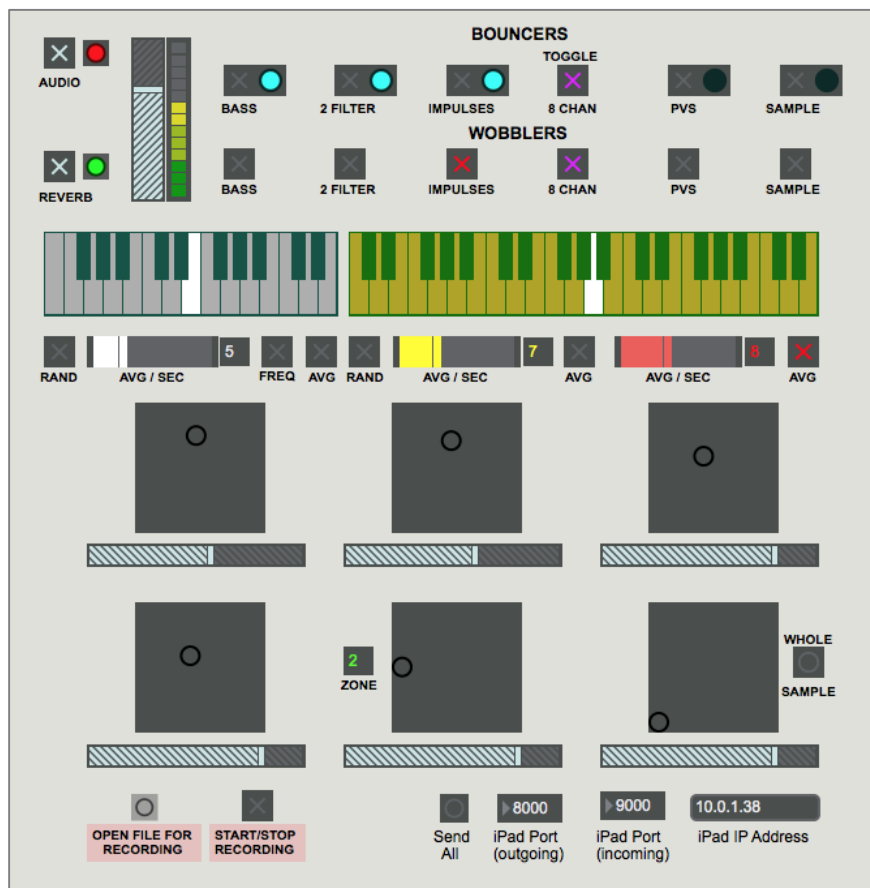 BOUNCERS
TOGGLE
AUDIO
BASS
2 FILTER
IMPULSES
8 CHAN
PVS
SAMPLE
WOBBLERS
REVERB
BASS
2 FILTER
IMPULSES
8 CHAN
PVS
SAMPLE
5
7
8
RAND
AVG / SEC
FREQ
AVG
RAND
AVG / SEC
AVG
AVG / SEC
AVG
WHOLE
2
ZONE
SAMPLE
8000
9000
10.0.1.38
OPEN FILE FOR
RECORDING
START/STOP
RECORDING
Send
All
iPad Port
(outgoing)
iPad Port
(incoming)
iPad IP Address